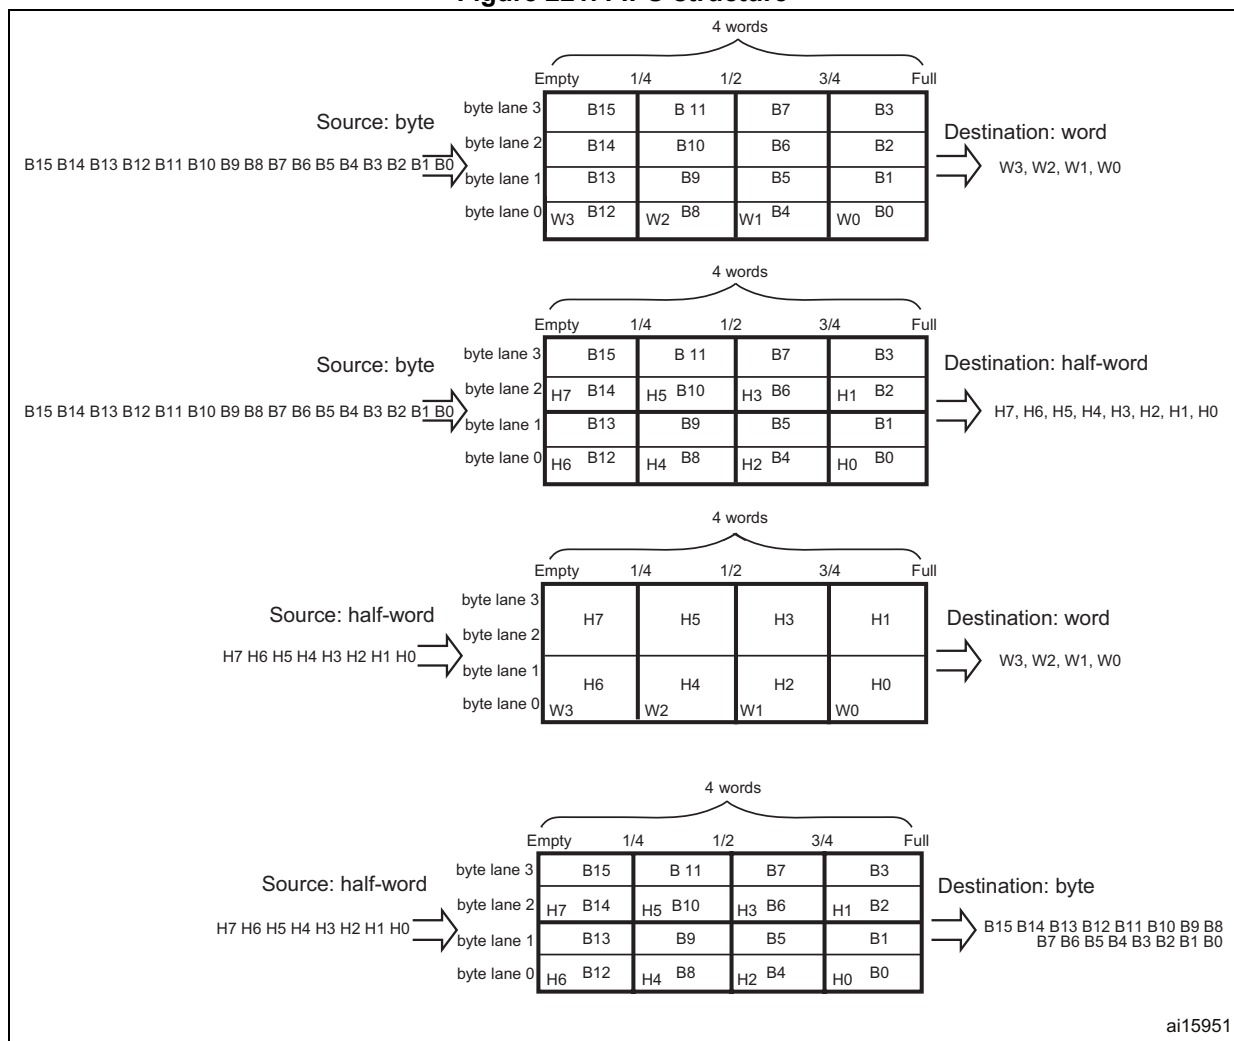 4 words
Empty 1/4 1/2 3/4 Full
byte lane 3 B15 B 11 B7 B3
Source: byte Destination: word
byte lane 2 B14 B10 B6 B2
B15 B14 B13 B12 B11 B10 B9 B8 B7 B6 B5 B4 B3 B2 B1 B0 W3, W2, W1, W0
byte lane 1 B13 B9 B5 B1
byte lane 0 W3 B12 W2 B8 W1 B4 W0 B0
4 words
Empty 1/4 1/2 3/4 Full
byte lane 3 B15 B 11 B7 B3
Source: byte Destination: half-word
byte lane 2 H7 B14 H5 B10 H3 B6 H1 B2
B15 B14 B13 B12 B11 B10 B9 B8 B7 B6 B5 B4 B3 B2 B1 B0 H7, H6, H5, H4, H3, H2, H1, H0
byte lane 1 B13 B9 B5 B1
byte lane 0 H6 B12 H4 B8 H2 B4 H0 B0
4 words
Empty 1/4 1/2 3/4 Full
byte lane 3
Source: half-word H7 H5 H3 H1 Destination: word
byte lane 2
H7 H6 H5 H4 H3 H2 H1 H0 W3, W2, W1, W0
byte lane 1
H6 H4 H2 H0
byte lane 0 W3 W2 W1 W0
4 words
Empty 1/4 1/2 3/4 Full
byte lane 3 B15 B 11 B7 B3
Source: half-word Destination: byte
byte lane 2 H7 B14 H5 B10 H3 B6 H1 B2
H7 H6 H5 H4 H3 H2 H1 H0 B15 B14 B13 B12 B11 B10 B9 B8
B7 B6 B5 B4 B3 B2 B1 B0
byte lane 1 B13 B9 B5 B1
byte lane 0 H6 B12 H4 B8 H2 B4 H0 B0
ai15951